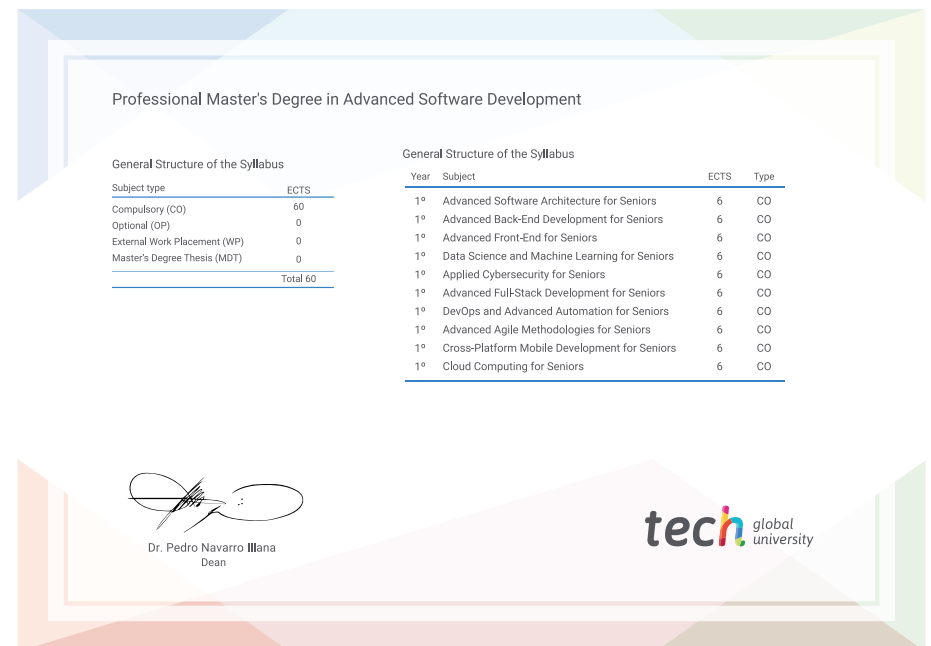 Professional Master's Degree in Advanced Software Development
General Structure of the Syllabus
Subject type ECTS
Compulsory (CO) 60
Optional (OP) 0
External Work Placement (WP) 0
Master's Degree Thesis (MDT) 0
Total 60
General Structure of the Syllabus
Year Subject ECTS Type
1º Advanced Software Architecture for Seniors 6 CO
1º Advanced Back-End Development for Seniors 6 CO
1º Advanced Front-End for Seniors 6 CO
1º Data Science and Machine Learning for Seniors 6 CO
1º Applied Cybersecurity for Seniors 6 CO
1º Advanced Full-Stack Development for Seniors 6 CO
1º DevOps and Advanced Automation for Seniors 6 CO
1º Advanced Agile Methodologies for Seniors 6 CO
1º Cross-Platform Mobile Development for Seniors 6 CO
1º Cloud Computing for Seniors 6 CO
Dr. Pedro Navarro Illana
Dean
tech global
university